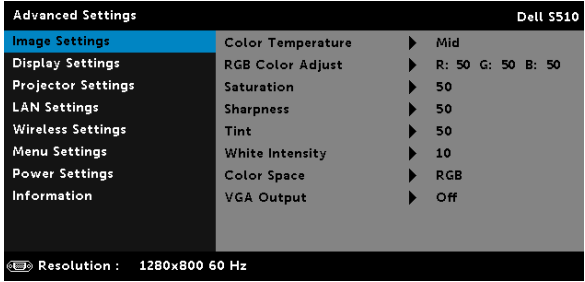 Advanced Settings Dell S510
Image Settings Color Temperature Mid
Display Settings RGB Color Adjust R: 50 G: 50 B: 50
Projector Settings Saturation 50
LAN Settings Sharpness 50
Wireless Settings Tint 50
Menu Settings White Intensity 10
Power Settings Color Space RGB
Information VGA Output Off
Resolution : 1280x800 60 Hz